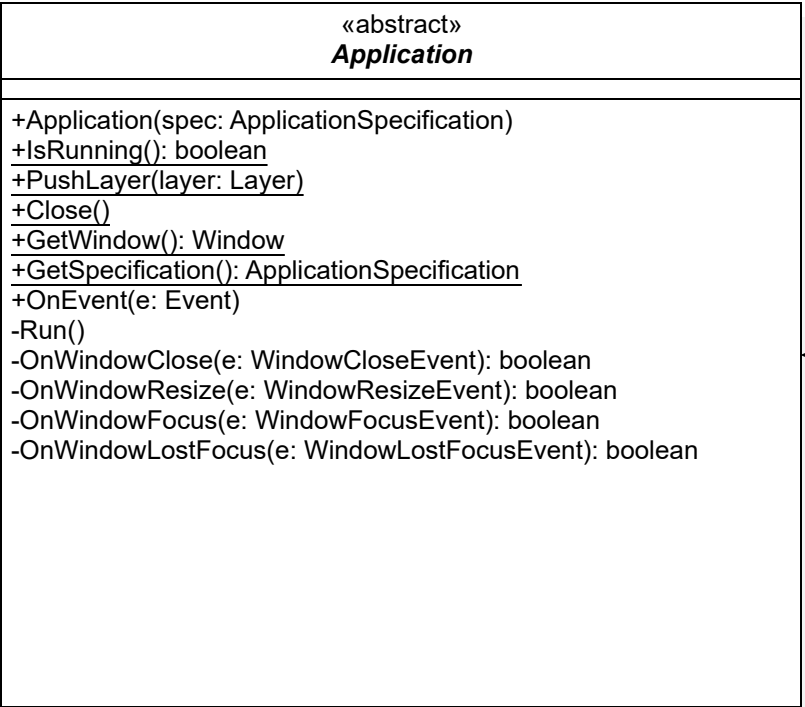 «abstract»
Application
+Application(spec: ApplicationSpecification)
+IsRunning(): boolean
+PushLayer(layer: Layer)
+Close()
+GetWindow(): Window
+GetSpecification(): ApplicationSpecification
+OnEvent(e: Event)
-Run()
-OnWindowClose(e: WindowCloseEvent): boolean
-OnWindowResize(e: WindowResizeEvent): boolean
-OnWindowFocus(e: WindowFocusEvent): boolean
-OnWindowLostFocus(e: WindowLostFocusEvent): boolean